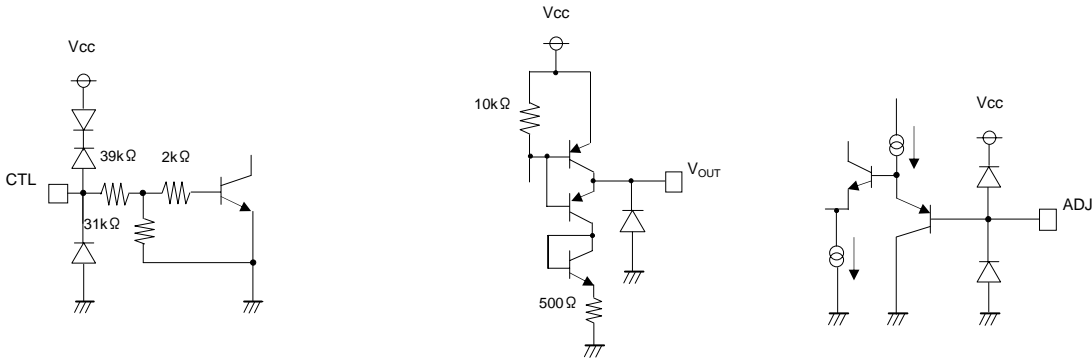 Vcc
CTL
39kΩ
2kΩ
31kΩ
Vcc
10kΩ
VOUT
500Ω
Vcc
ADJ